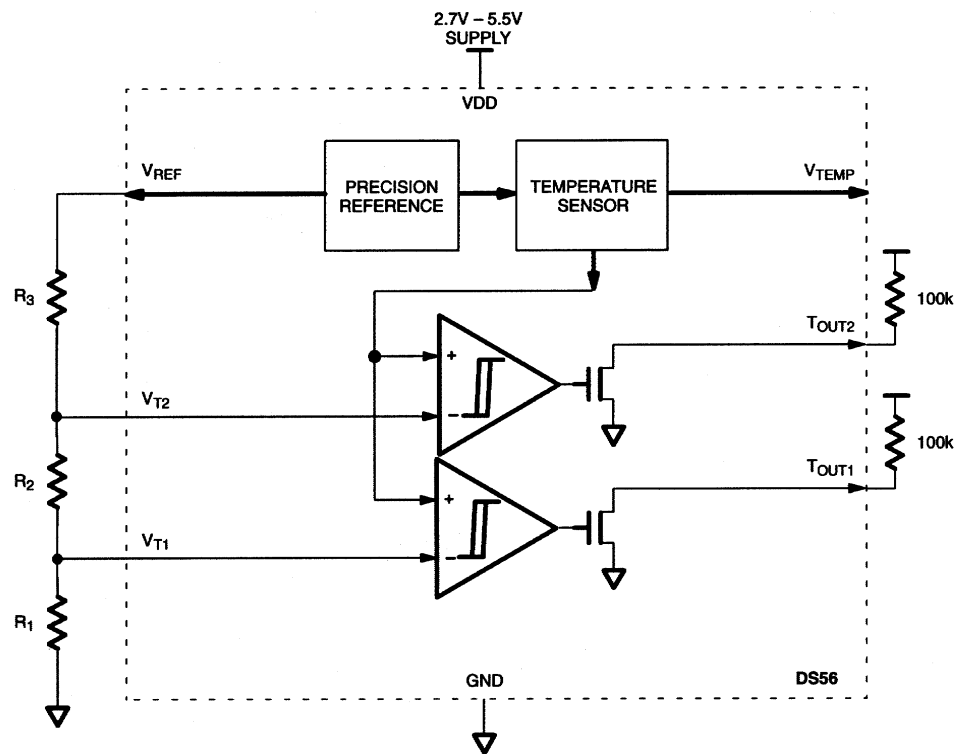 2.7V – 5.5V
SUPPLY
VDD
VREF
PRECISION
REFERENCE
TEMPERATURE
SENSOR
VTEMP
R3
100k
+
TOUT2
VT2
–
100k
R2
TOUT1
+
VT1
–
R1
GND
DS56